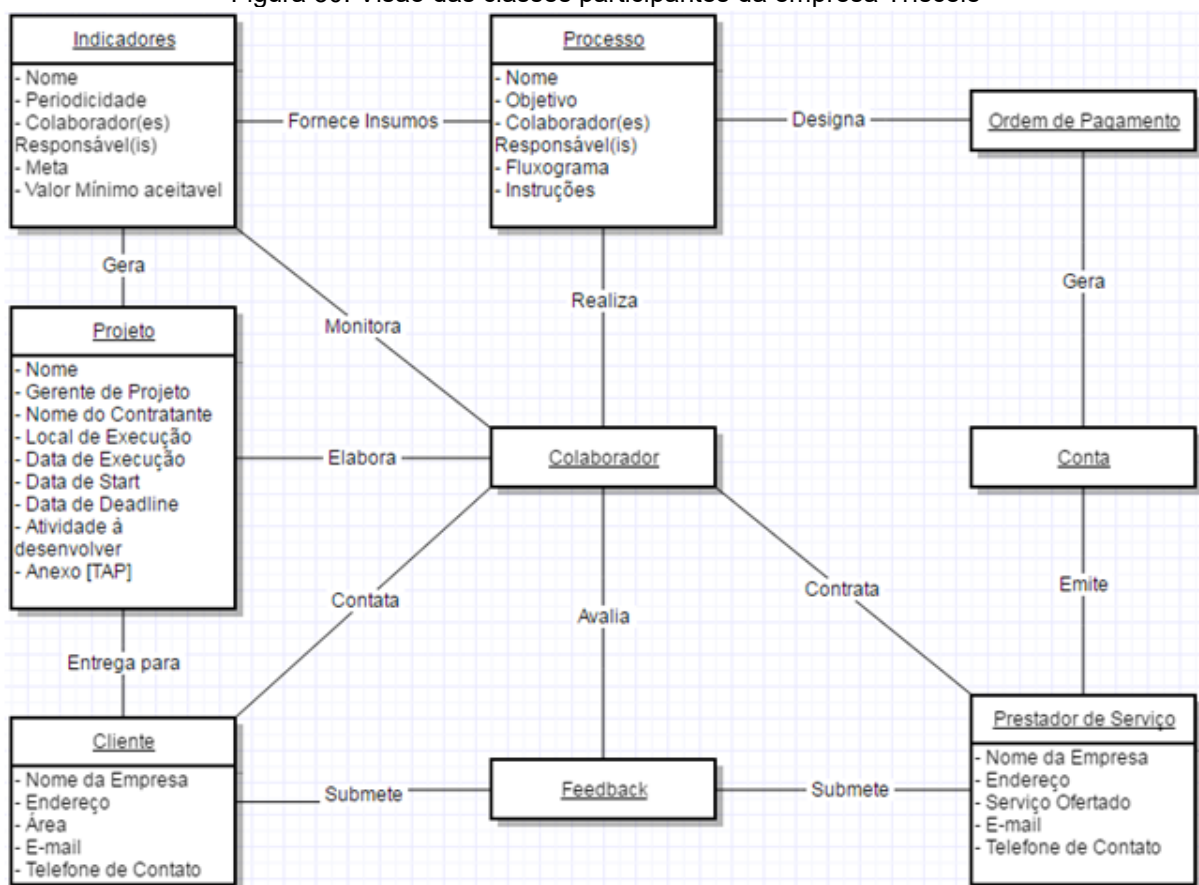 Indicadores
- Nome
- Periodicidade
- Colaborador(es)
Responsável(is)
- Meta
- Valor Mínimo aceitavel
Fornece Insumos
Processo
- Nome
- Objetivo
- Colaborador(es)
Responsável(is)
- Fluxograma
- Instruções
Designa
Ordem de Pagamento
Gera
Monitora
Realiza
Gera
Projeto
- Nome
- Gerente de Projeto
- Nome do Contratante
- Local de Execução
- Data de Execução
- Data de Start
- Data de Deadline
- Atividade à
desenvolver
- Anexo [TAP]
Elabora
Colaborador
Conta
Contata
Avalia
Contrata
Emite
Entrega para
Cliente
- Nome da Empresa
- Endereço
- Área
- E-mail
- Telefone de Contato
Submete
Feedback
Submete
Prestador de Serviço
- Nome da Empresa
- Endereço
- Serviço Ofertado
- E-mail
- Telefone de Contato